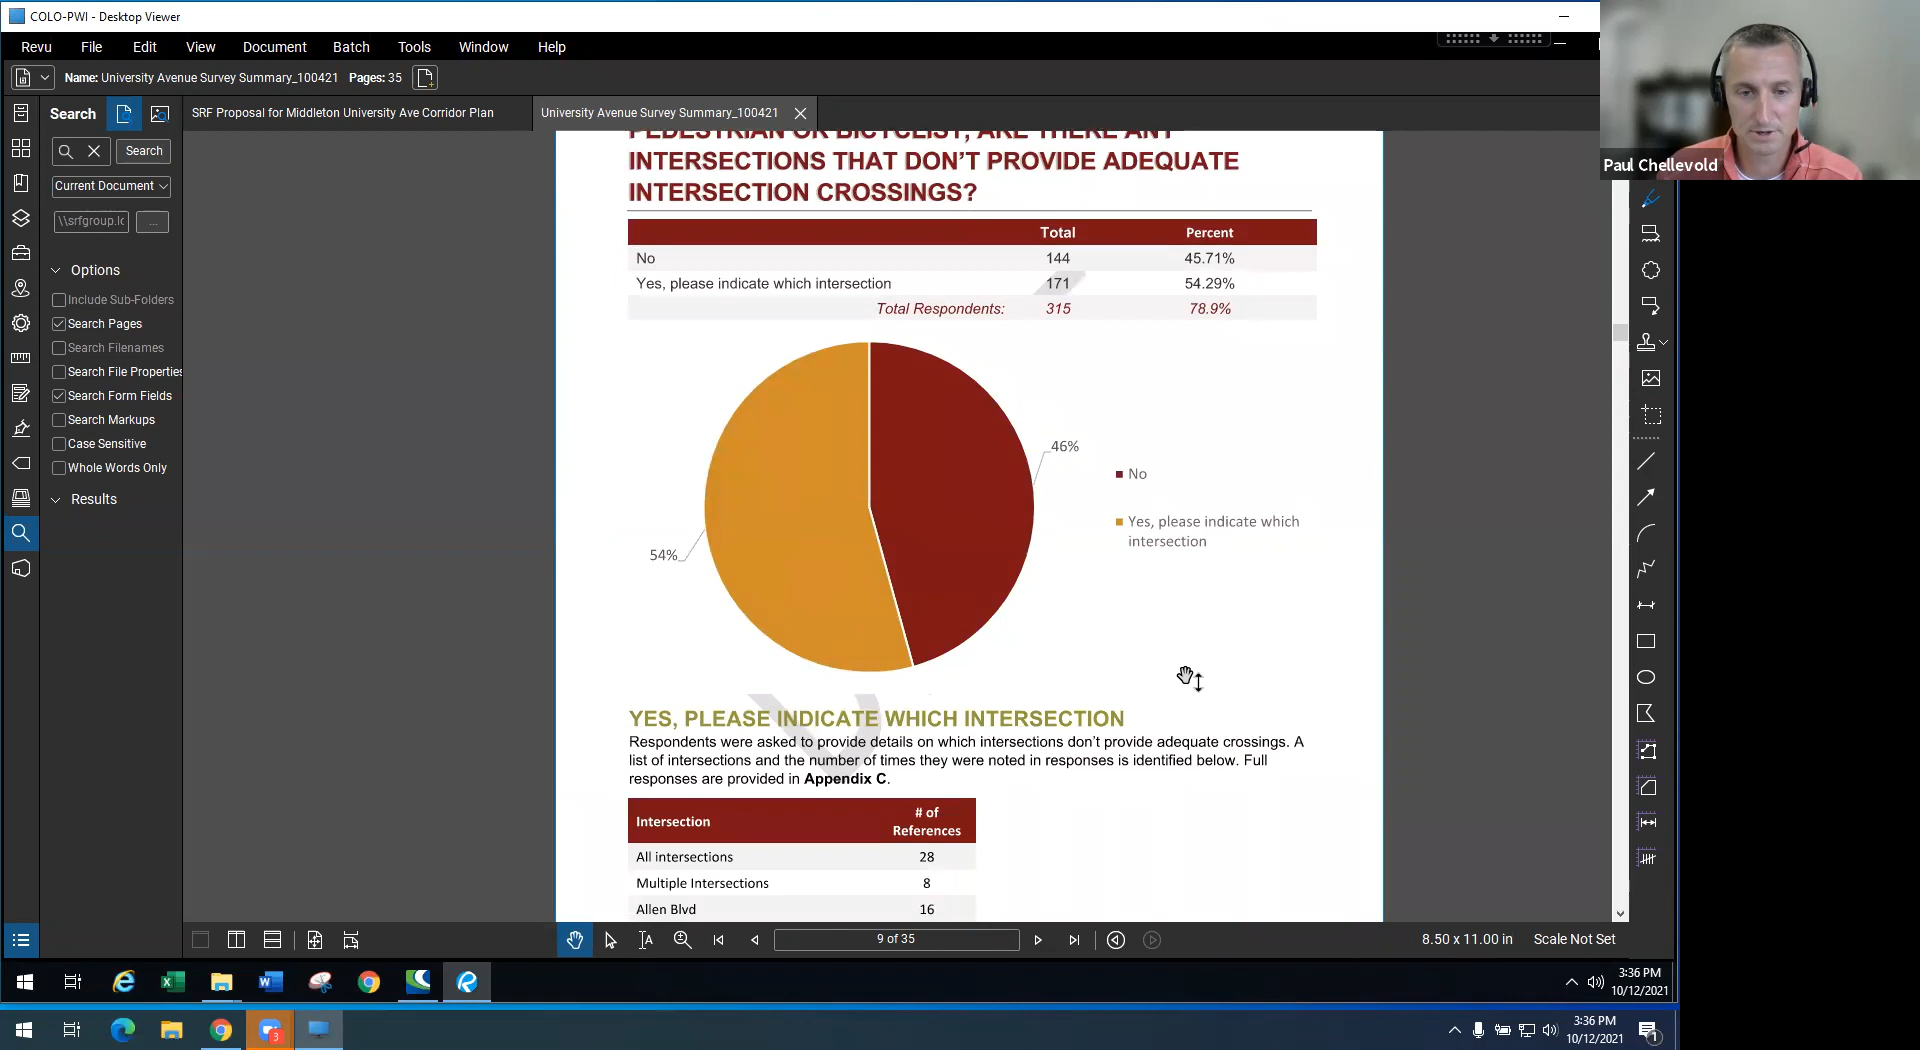 COLO-PWI - Desktop Viewer
Revu File Edit View Document Batch Tools Window Help
Name: University Avenue Survey Summary_100421 Pages: 35
Search
SRF Proposal for Middleton University Ave Corridor Plan
University Avenue Survey Summary_100421
Paul Chellevold
Search
Current Document
\\srfgroup.lc
...
Options
Include Sub-Folders
Search Pages
Search Filenames
Search File Properties
Search Form Fields
Search Markups
Case Sensitive
Whole Words Only
Results
PEDESTRIAN OR BICYCLIST, ARE THERE ANY
INTERSECTIONS THAT DON'T PROVIDE ADEQUATE
INTERSECTION CROSSINGS?
Total Percent
No 144 45.71%
Yes, please indicate which intersection 171 54.29%
Total Respondents: 315 78.9%
46%
54%
No
Yes, please indicate which
intersection
YES, PLEASE INDICATE WHICH INTERSECTION
Respondents were asked to provide details on which intersections don't provide adequate crossings. A
list of intersections and the number of times they were noted in responses is identified below. Full
responses are provided in Appendix C.
Intersection # of
References
All intersections 28
Multiple Intersections 8
Allen Blvd 16
9 of 35
8.50 x 11.00 in Scale Not Set
3:36 PM
10/12/2021
3
3:36 PM
10/12/2021
1